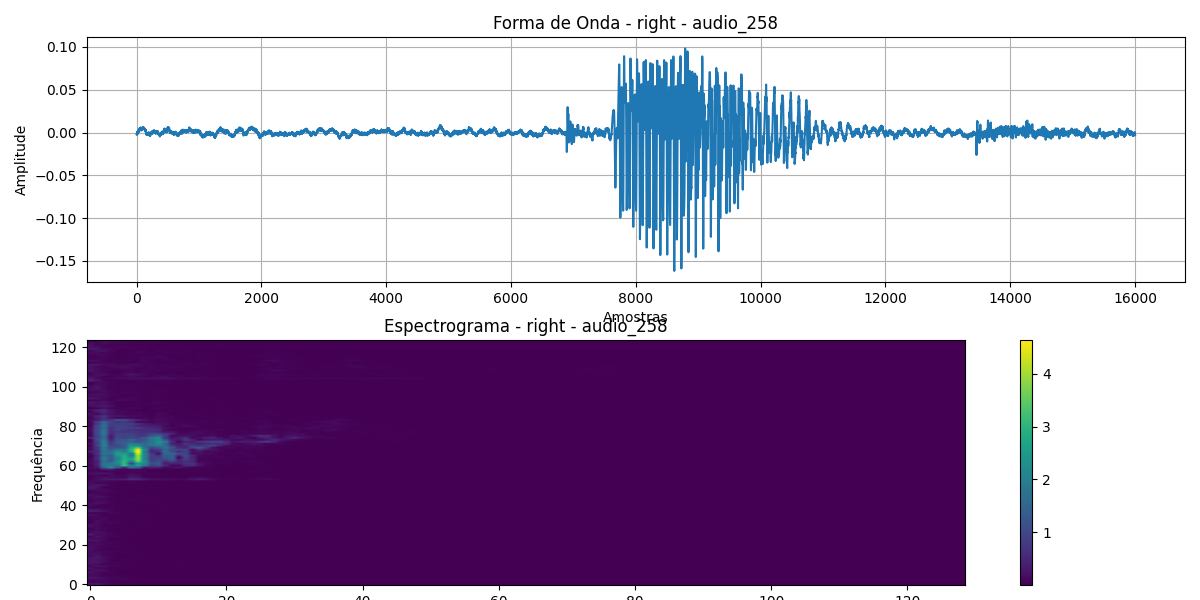 Forma de Onda - right - audio_258
0.10
0.05
0.00
−0.05
−0.10
−0.15
Amplitude
0 2000 4000 6000 8000 10000 12000 14000 16000
Amostras
Espectrograma - right - audio_258
120
100
80
60
40
20
0
Frequência
0 20 40 60 80 100 120
4
3
2
1